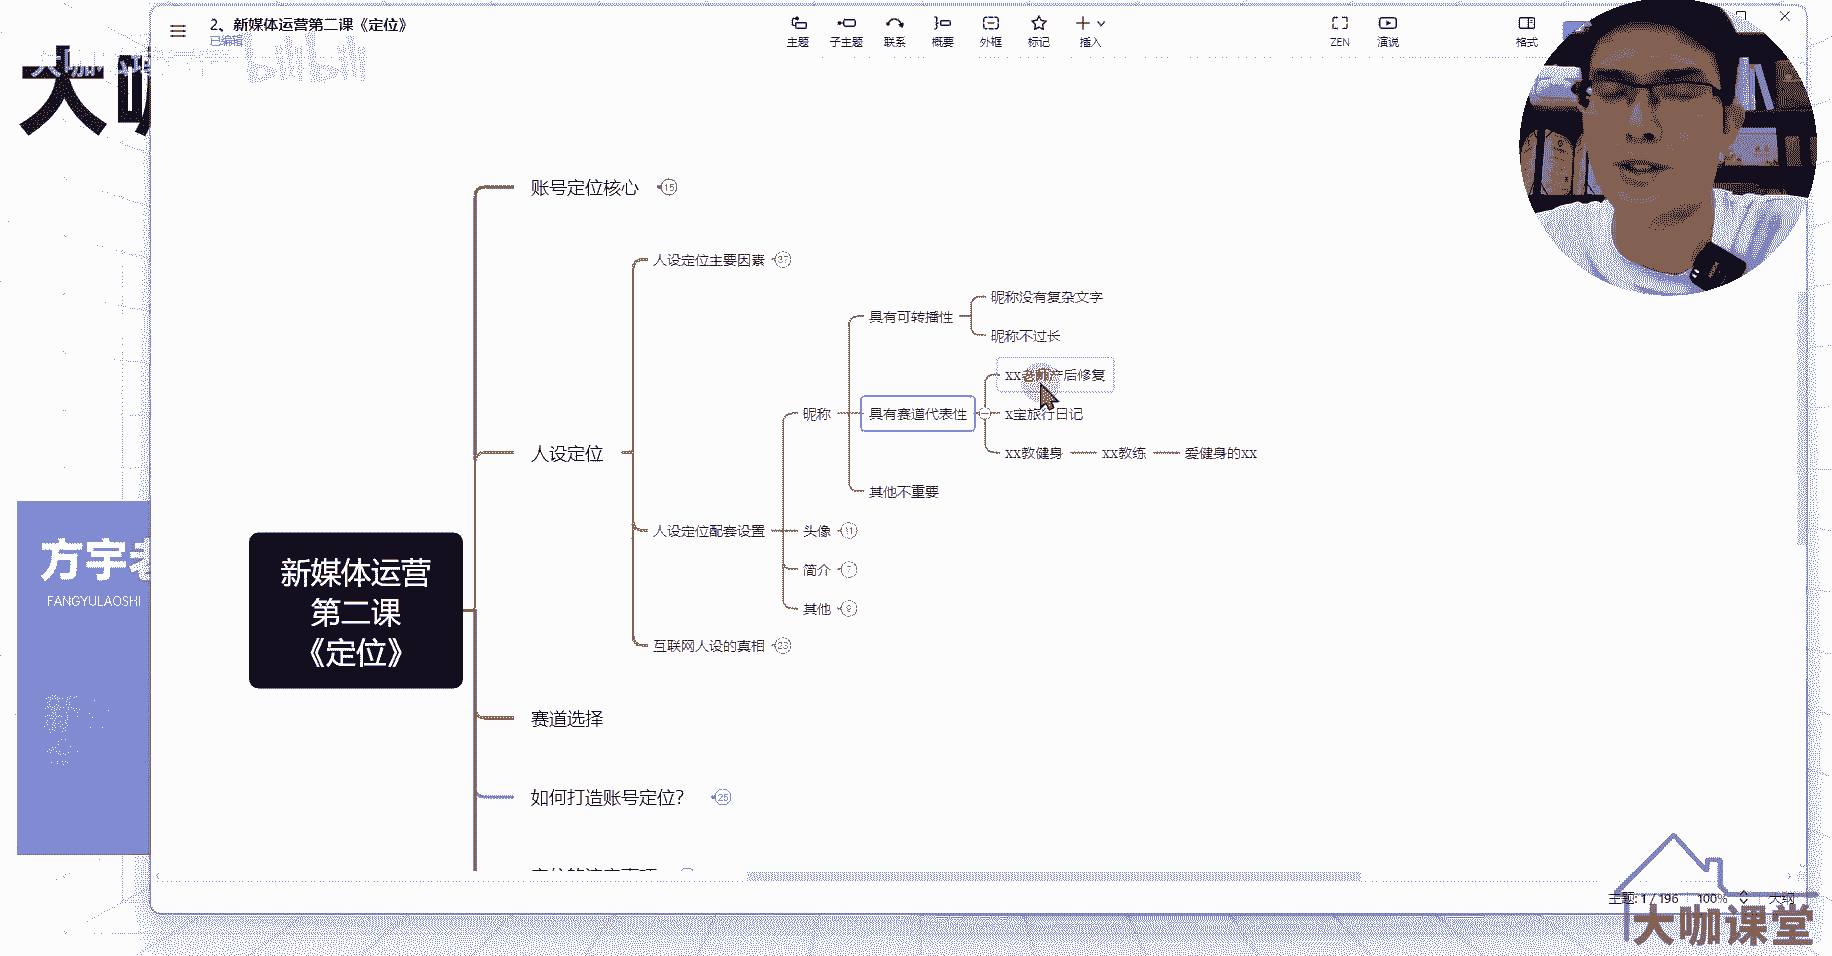 2、新媒体运营第二课《定位》
已编辑
主题
子主题
联系
概要
外框
标记
插入
ZEN
演说
格式
大咖
bilibili
账号定位核心 15
人设定位主要因素 37
昵称没有复杂文字
具有可转播性
昵称不过长
xx老师产后修复
昵称
具有赛道代表性
x宝旅行日记
人设定位
xx教健身
xx教练
爱健身的xx
其他不重要
人设定位配套设置
头像 11
简介 7
其他 9
互联网人设的真相 23
新媒体运营
第二课
《定位》
赛道选择
如何打造账号定位? 25
方宇老
FANGYULAOSHI
主题: 1 / 196
100%
大纲
大咖课堂